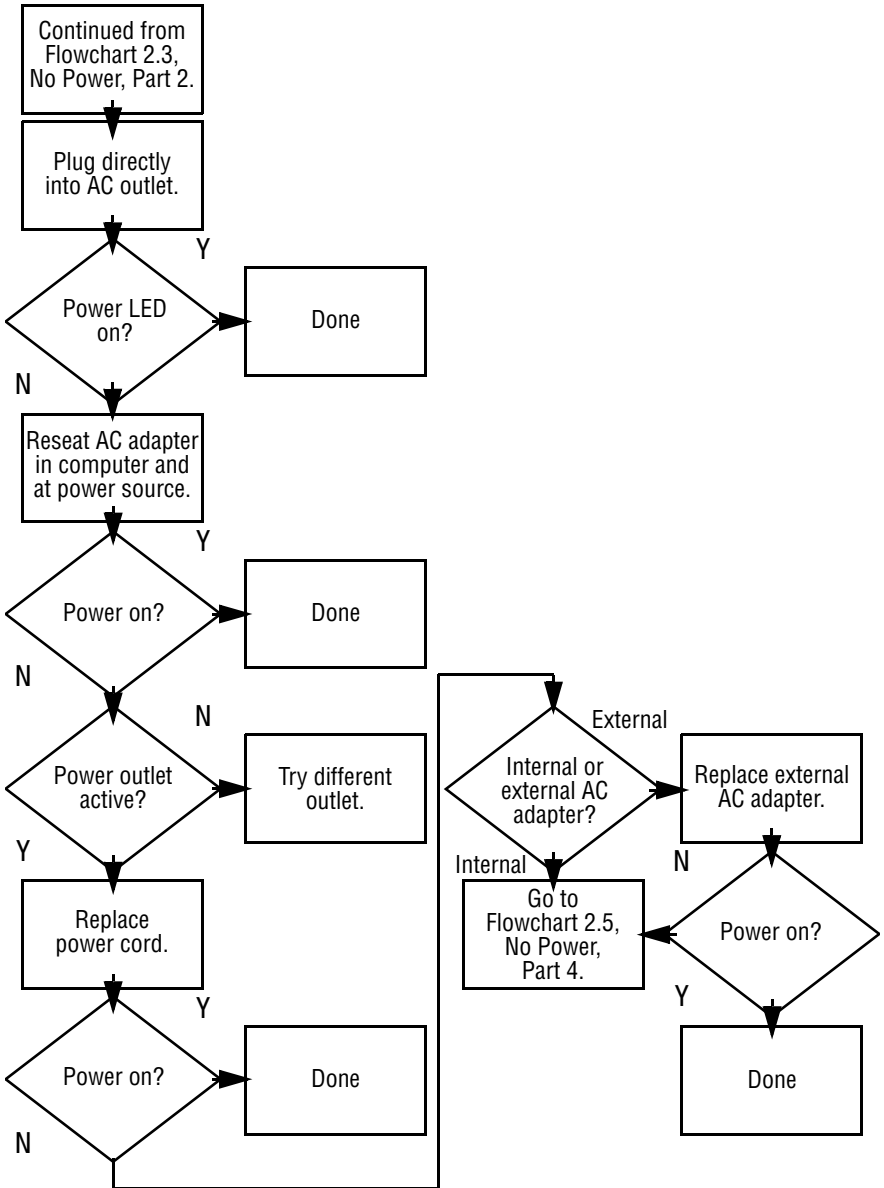 Continued from
Flowchart 2.3,
No Power, Part 2.
Plug directly
into AC outlet.
Y
Power LED
on?
Done
N
Reseat AC adapter
in computer and
at power source.
Y
Power on?
Done
N
N
Power outlet
active?
Try different
outlet.
Y
Replace
power cord.
Y
Power on?
Done
N
External
Internal or
external AC
adapter?
Replace external
AC adapter.
Internal
N
Go to
Flowchart 2.5,
No Power,
Part 4.
Power on?
Y
Done